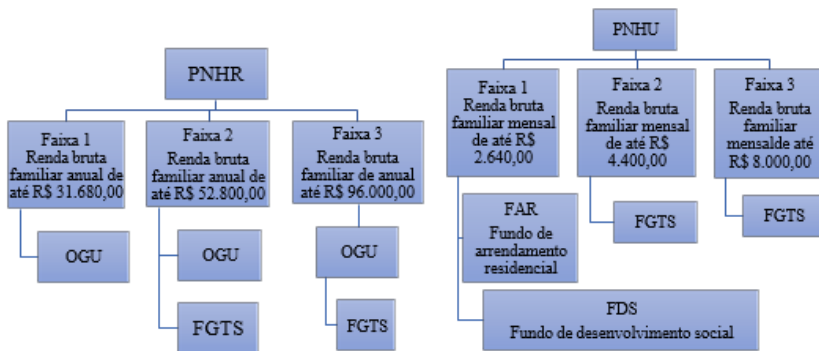 PNHR
Faixa 1
Renda bruta
familiar anual de
até R$ 31.680,00
OGU
Faixa 2
Renda bruta
familiar anual de
até R$ 52.800,00
OGU
FGTS
Faixa 3
Renda bruta
familiar de anual
até R$ 96.000,00
OGU
FGTS
PNHU
Faixa 1
Renda bruta
familiar mensal
de até R$
2.640,00
FAR
Fundo de
arrendamento
residencial
FDS
Fundo de desenvolvimento social
Faixa 2
Renda bruta
familiar mensal
de até R$
4.400,00
FGTS
Faixa 3
Renda bruta
familiar
mensalde até
R$ 8.000,00
FGTS